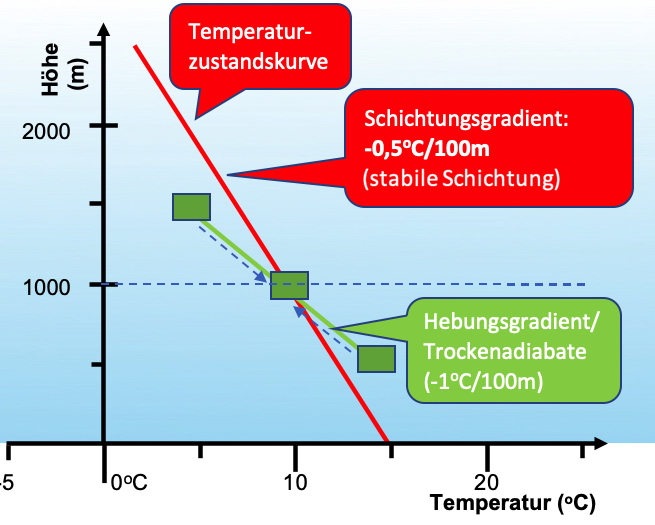 Temperatur-
zustandskurve
Höhe
(m)
Schichtungsgradient:
-0,5°C/100m
(stabile Schichtung)
2000
1000
Hebungsgradient/
Trockenadiabate
(-1°C/100m)
-5
0°C
10
20
Temperatur (°C)